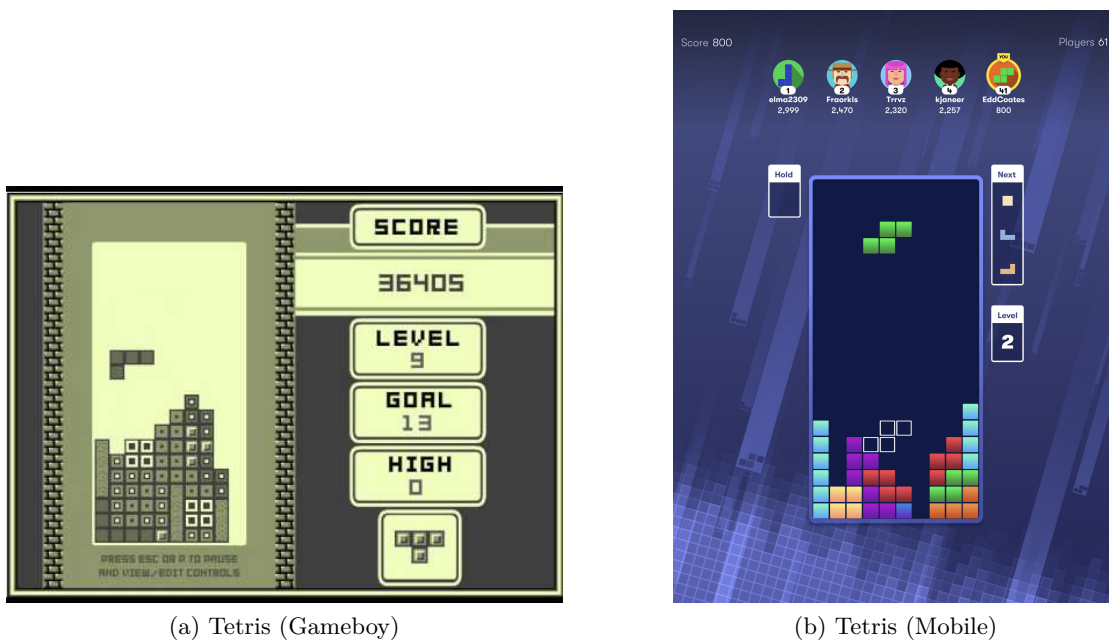 SCORE
36405
LEVEL
9
GOAL
13
HIGH
0
PRESS ESC OR P TO PAUSE
AND VIEW/EDIT CONTROLS
(a) Tetris (Gameboy)
Score 800
Players 61
YOU
1 2 3 4 41
elma2309 Fraorkis Trrvz kjaneer EddCoates
2,999 2,470 2,320 2,257 800
Hold
Next
Level
2
(b) Tetris (Mobile)